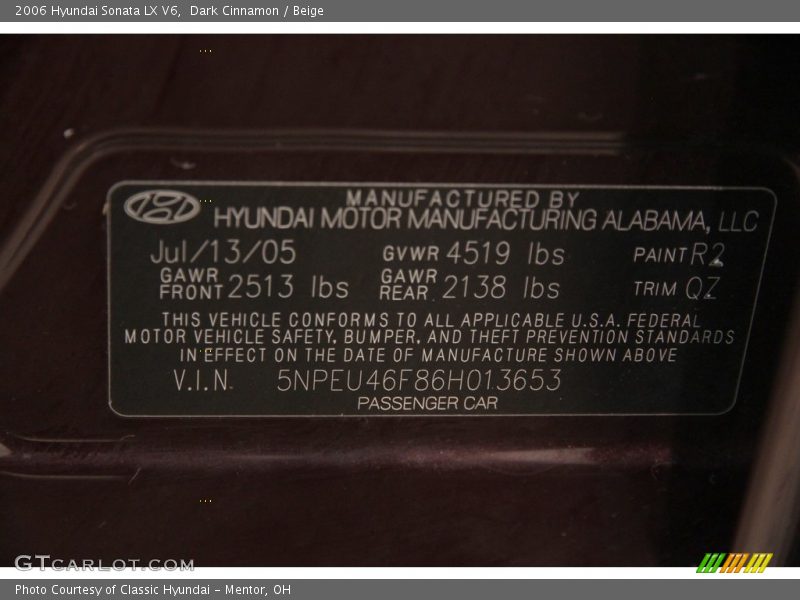 2006 Hyundai Sonata LX V6, Dark Cinnamon / Beige
MANUFACTURED BY
HYUNDAI MOTOR MANUFACTURING ALABAMA, LLC
Jul/13/05 GVWR 4519 lbs PAINT R2
GAWR FRONT 2513 lbs GAWR REAR 2138 lbs TRIM QZ
THIS VEHICLE CONFORMS TO ALL APPLICABLE U.S.A. FEDERAL
MOTOR VEHICLE SAFETY, BUMPER, AND THEFT PREVENTION STANDARDS
IN EFFECT ON THE DATE OF MANUFACTURE SHOWN ABOVE
V.I.N. 5NPEU46F86H013653
PASSENGER CAR
GTCARLOT.COM
Photo Courtesy of Classic Hyundai - Mentor, OH